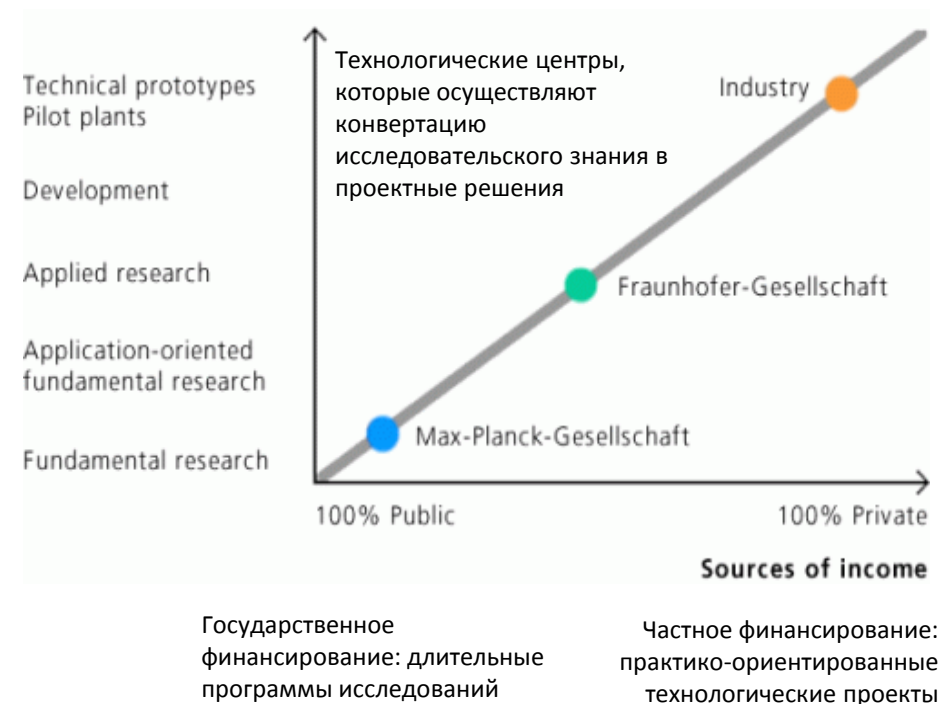 Технологические центры,
которые осуществляют
конвертацию
исследовательского знания в
проектные решения
Technical prototypes
Pilot plants
Development
Applied research
Application-oriented
fundamental research
Fundamental research
Industry
Fraunhofer-Gesellschaft
Max-Planck-Gesellschaft
100% Public
100% Private
Sources of income
Государственное
финансирование: длительные
программы исследований
Частное финансирование:
практико-ориентированные
технологические проекты